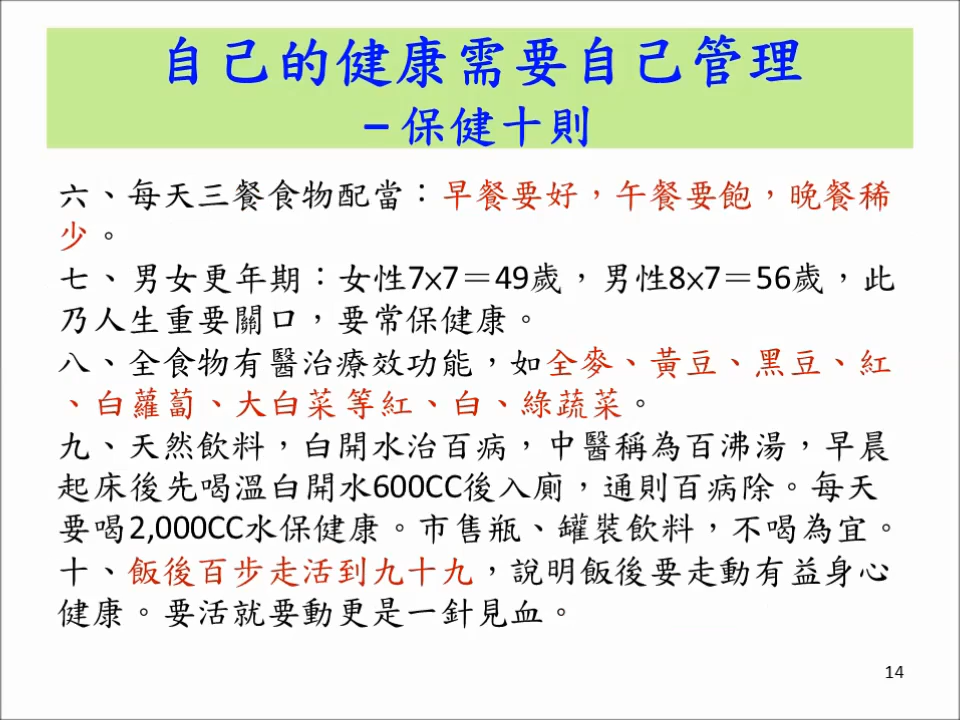 自己的健康需要自己管理
–保健十則
六、每天三餐食物配當：早餐要好，午餐要飽，晚餐稀
少。
七、男女更年期：女性7x7＝49歲，男性8x7＝56歲，此
乃人生重要關口，要常保健康。
八、全食物有醫治療效功能，如全麥、黃豆、黑豆、紅
、白蘿蔔、大白菜等紅、白、綠蔬菜。
九、天然飲料，白開水治百病，中醫稱為百沸湯，早晨
起床後先喝溫白開水600CC後入廁，通則百病除。每天
要喝2,000CC水保健康。市售瓶、罐裝飲料，不喝為宜。
十、飯後百步走活到九十九，說明飯後要走動有益身心
健康。要活就要動更是一針見血。
14